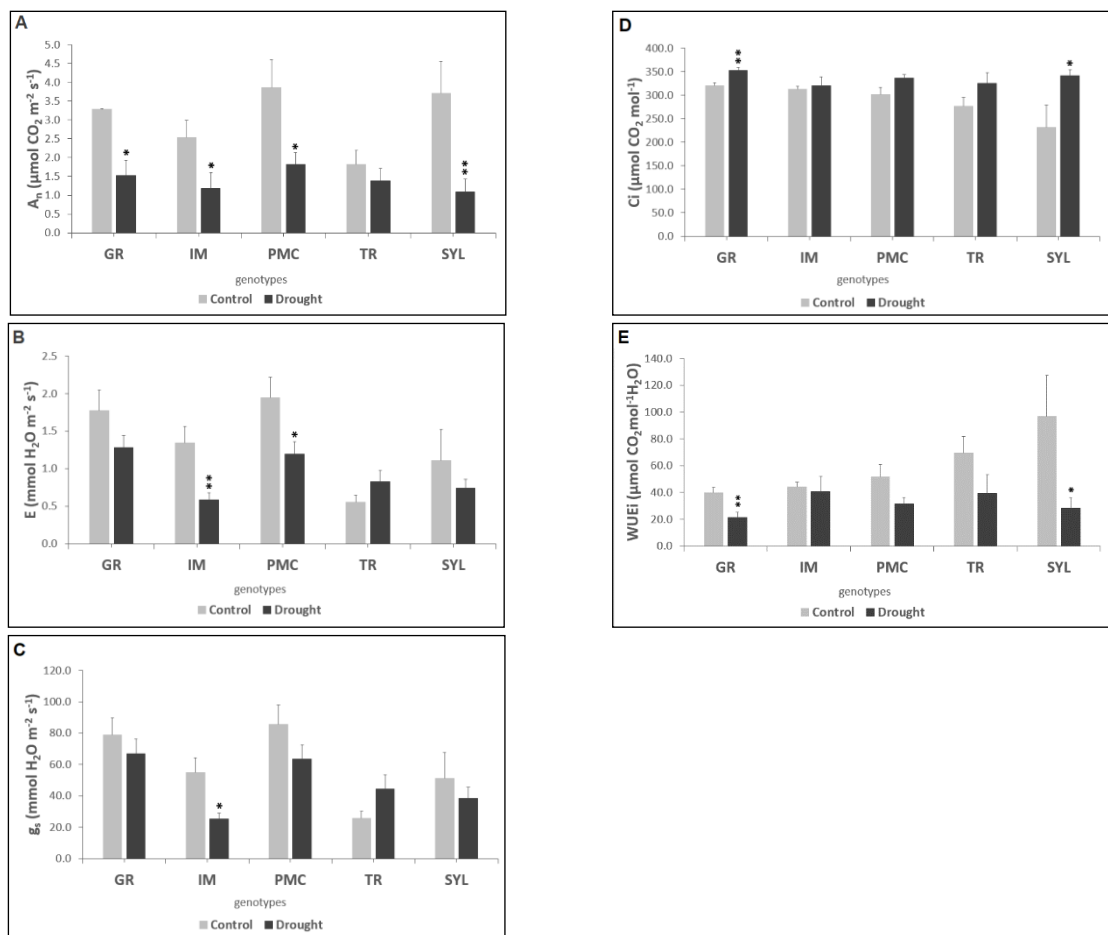 A
5.0
4.5
4.0
3.5
3.0
2.5
2.0
1.5
1.0
0.5
0.0
Aₙ (µmol CO₂ m⁻² s⁻¹)
*
*
*
**
GR IM PMC TR SYL
genotypes
Control Drought
B
2.5
2.0
1.5
1.0
0.5
0.0
E (mmol H₂O m⁻² s⁻¹)
**
*
GR IM PMC TR SYL
genotypes
Control Drought
C
120.0
100.0
80.0
60.0
40.0
20.0
0.0
gₛ (mmol H₂O m⁻² s⁻¹)
*
GR IM PMC TR SYL
genotypes
Control Drought
D
400.0
350.0
300.0
250.0
200.0
150.0
100.0
50.0
0.0
Ci (µmol CO₂ mol⁻¹)
**
*
GR IM PMC TR SYL
genotypes
Control Drought
E
140.0
120.0
100.0
80.0
60.0
40.0
20.0
0.0
WUEi (µmol CO₂mol⁻¹H₂O)
**
*
GR IM PMC TR SYL
genotypes
Control Drought